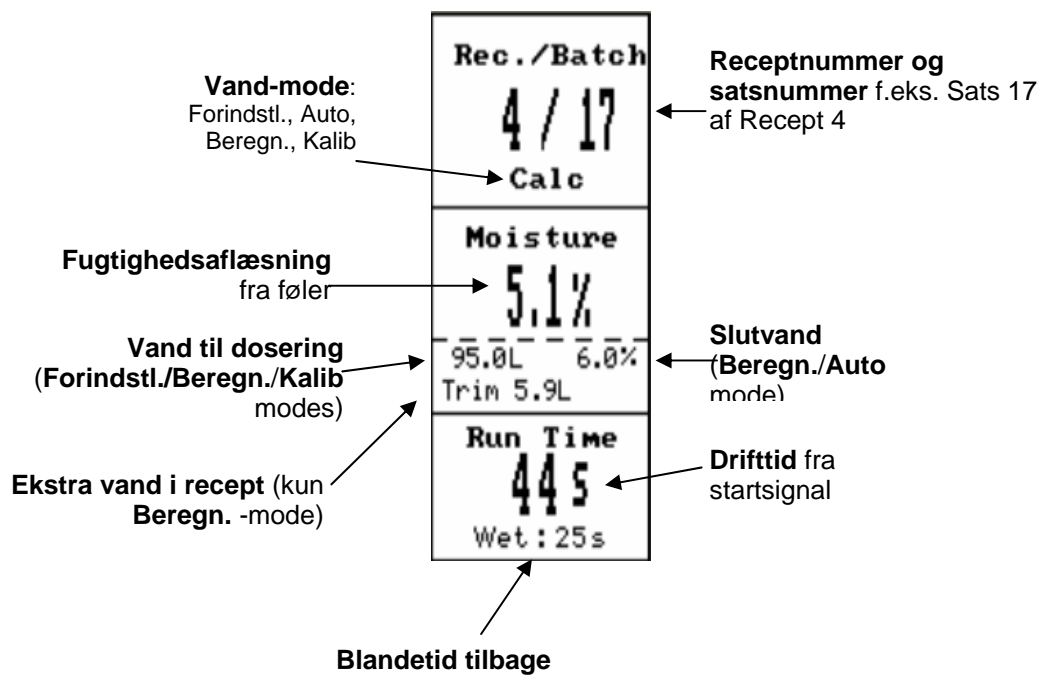 Vand-mode:
Forindstl., Auto,
Beregn., Kalib
Rec./Batch
4 / 17
Calc
Receptnummer og
satsnummer f.eks. Sats 17
af Recept 4
Fugtighedsaflæsning
fra føler
Moisture
5.1%
Vand til dosering
(Forindstl./Beregn./Kalib
modes)
95.0L 6.0%
Trim 5.9L
Slutvand
(Beregn./Auto
mode)
Ekstra vand i recept (kun
Beregn. -mode)
Run Time
44 s
Wet:25s
Drifttid fra
startsignal
Blandetid tilbage